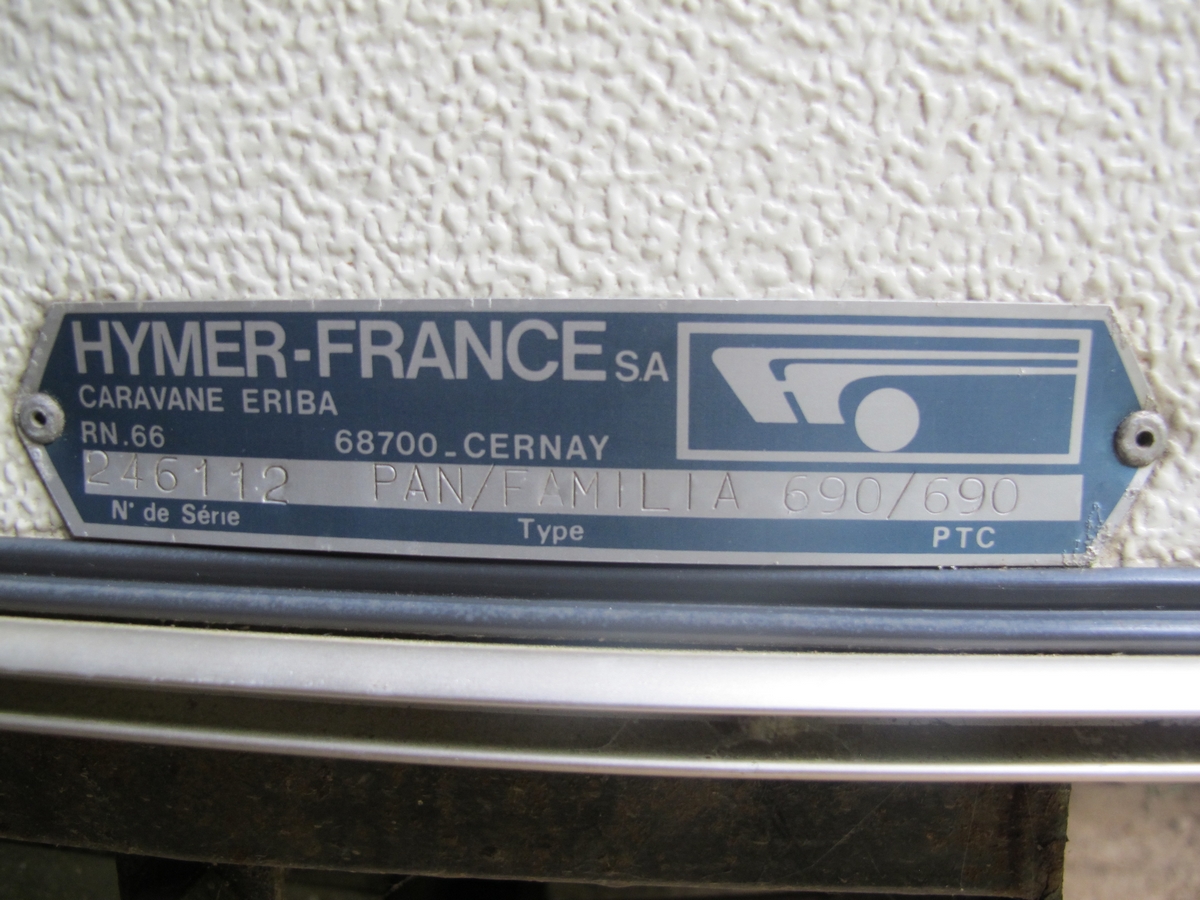 HYMER-FRANCE S.A
CARAVANE ERIBA
RN.66 68700_CERNAY
246112 PAN/FAMILIA 690/690
N° de Série Type PTC